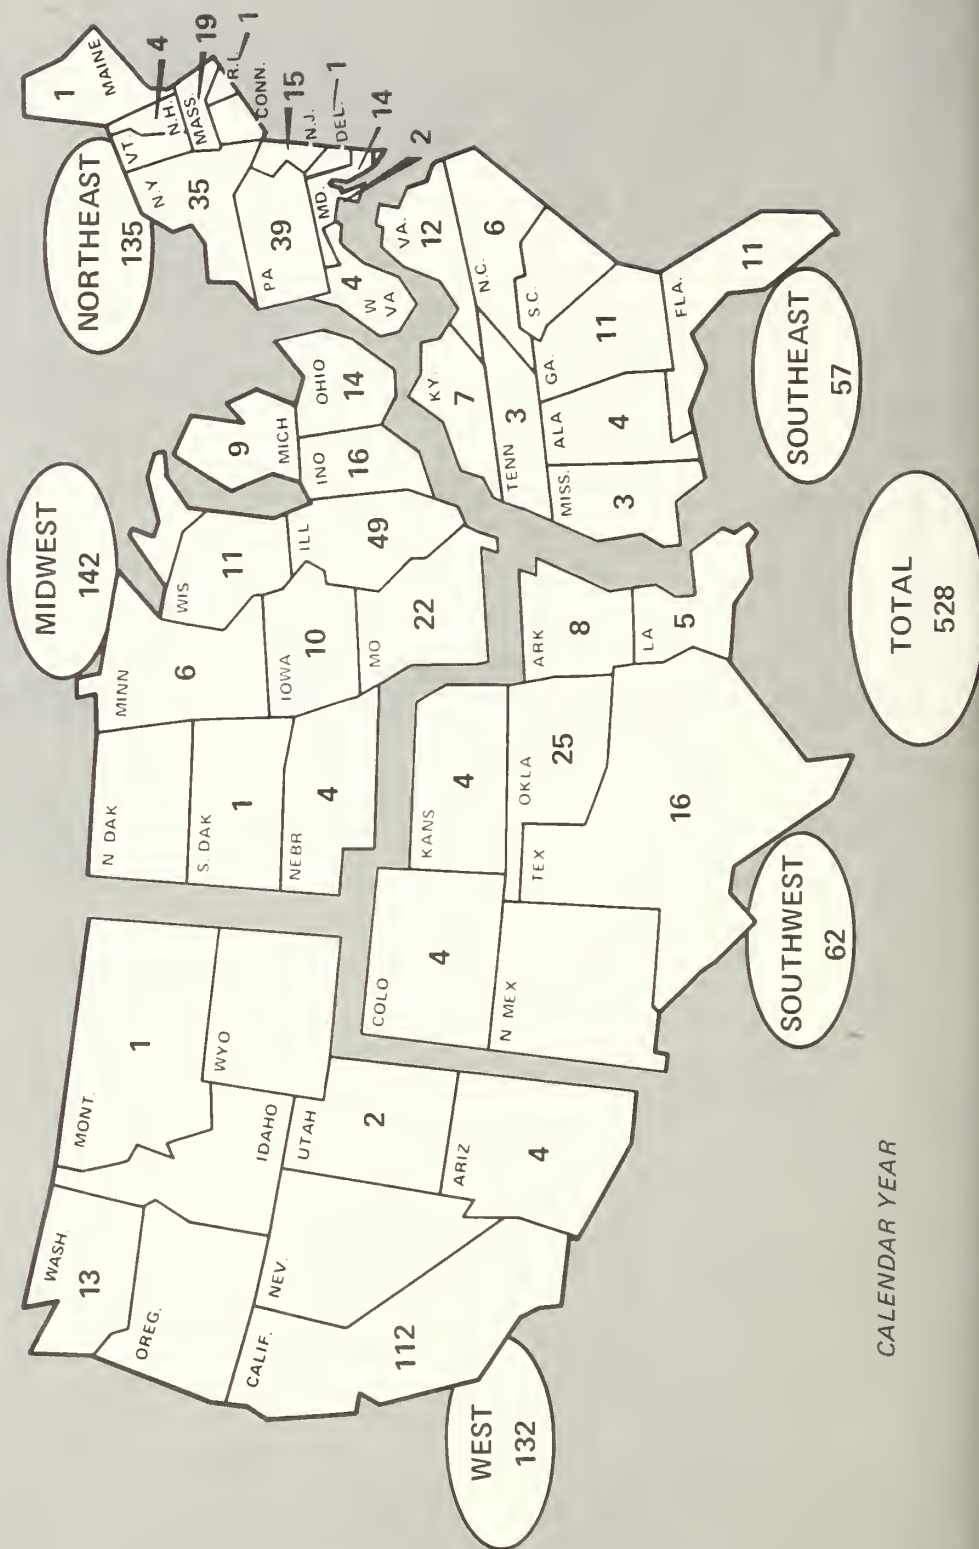 WEST
132
WASH.
13
OREG.
CALIF.
112
NEV.
IDAHO
MONT.
1
WYO
UTAH
2
ARIZ
4
MIDWEST
142
N DAK
S. DAK
1
NEBR
4
MINN
6
IOWA
10
MO
22
WIS
11
ILL
49
MICH
9
INO
16
OHIO
14
SOUTHWEST
62
COLO
4
N MEX
KANS
4
OKLA
25
TEX
16
ARK
8
LA
5
NORTHEAST
135
MAINE
1
VT.
N.H.
4
MASS.
19
R.I.
1
CONN.
N.Y
35
PA
39
N.J.
15
DEL.
1
MD.
14
2
W
VA
4
SOUTHEAST
57
KY.
7
VA.
12
TENN
3
N.C.
6
S.C.
MISS.
3
ALA
4
GA.
11
FLA.
11
TOTAL
528
CALENDAR YEAR